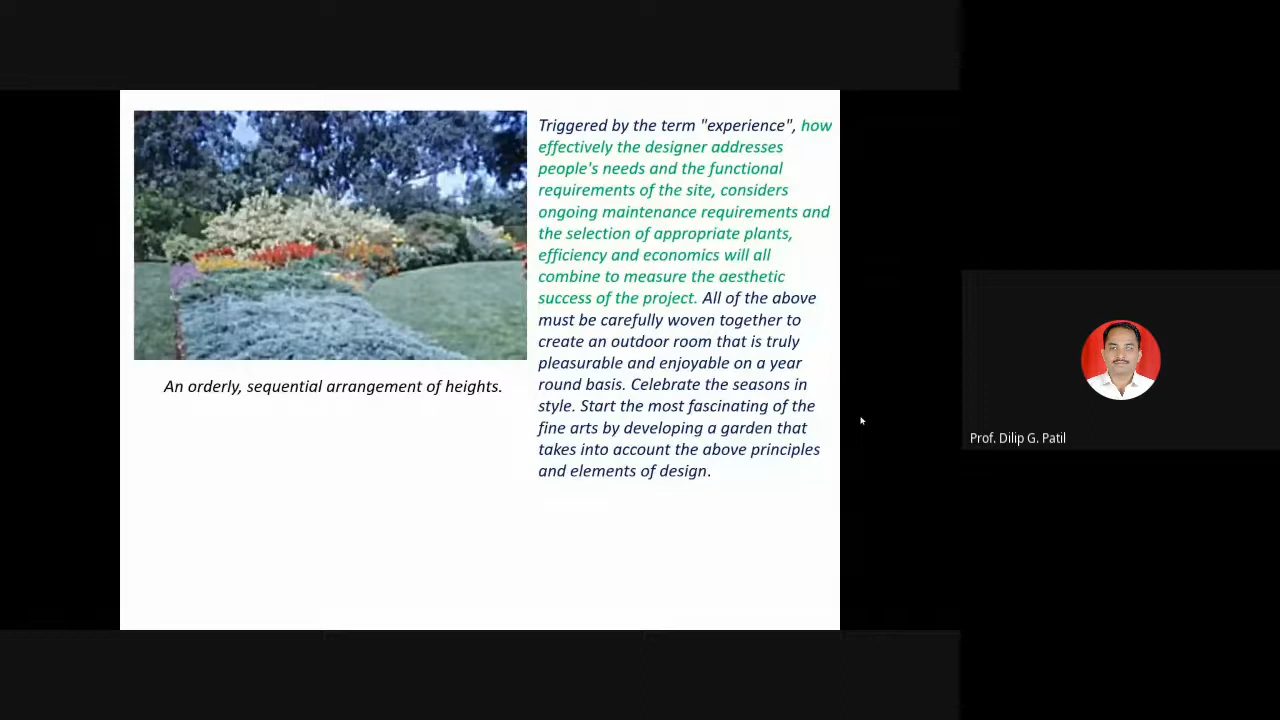 Triggered by the term "experience", how
effectively the designer addresses
people's needs and the functional
requirements of the site, considers
ongoing maintenance requirements and
the selection of appropriate plants,
efficiency and economics will all
combine to measure the aesthetic
success of the project. All of the above
must be carefully woven together to
create an outdoor room that is truly
pleasurable and enjoyable on a year
round basis. Celebrate the seasons in
style. Start the most fascinating of the
fine arts by developing a garden that
takes into account the above principles
and elements of design.
An orderly, sequential arrangement of heights.
Prof. Dilip G. Patil